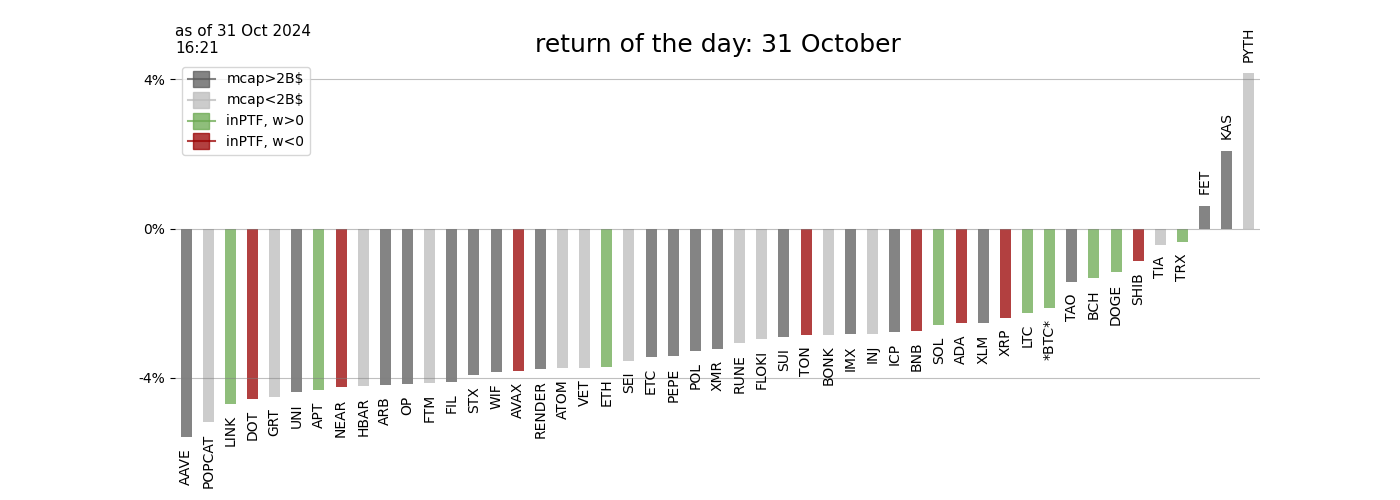 as of 31 Oct 2024
16:21
return of the day: 31 October
mcap>2B$
mcap<2B$
inPTF, w>0
inPTF, w<0
4%
0%
-4%
AAVE
POPCAT
LINK
DOT
GRT
UNI
APT
NEAR
HBAR
ARB
OP
FTM
FIL
STX
WIF
AVAX
RENDER
ATOM
VET
ETH
SEI
ETC
PEPE
POL
XMR
RUNE
FLOKI
SUI
TON
BONK
IMX
INJ
ICP
BNB
SOL
ADA
XLM
XRP
LTC
*BTC*
TAO
BCH
DOGE
SHIB
TIA
TRX
FET
KAS
PYTH